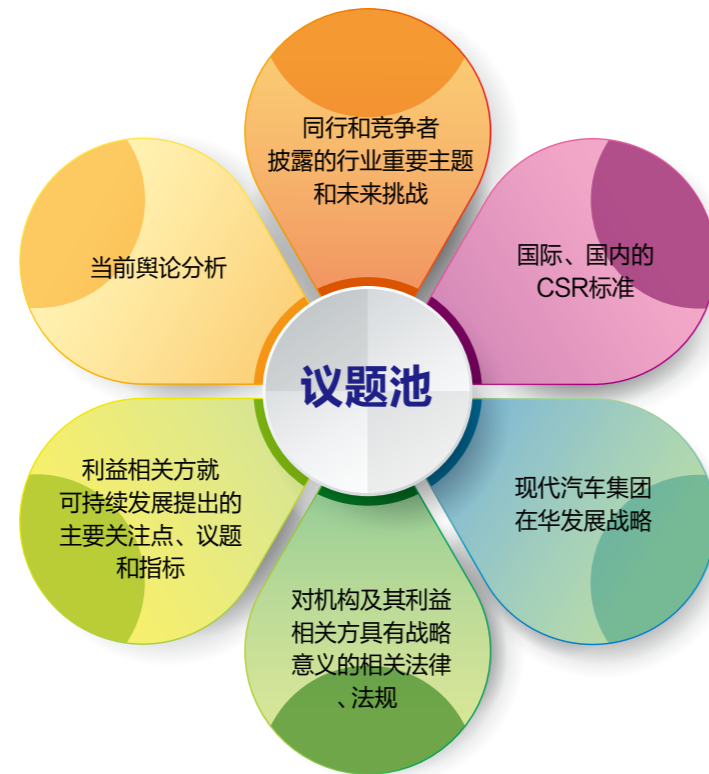 同行和竞争者
披露的行业重要主题
和未来挑战
当前舆论分析
国际、国内的
CSR标准
议题池
利益相关方就
可持续发展提出的
主要关注点、议题
和指标
现代汽车集团
在华发展战略
对机构及其利益
相关方具有战略
意义的相关法律
、法规